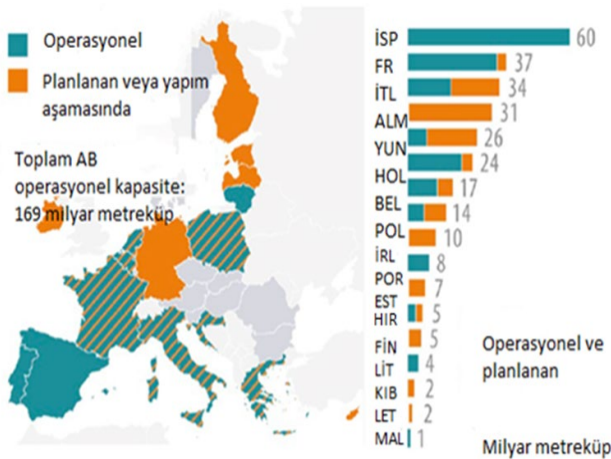 Operasyonel
Planlanan veya yapım
aşamasında
Toplam AB
operasyonel kapasite:
169 milyar metreküp
İSP 60
FR 37
İTL 34
ALM 31
YUN 26
HOL 24
BEL 17
POL 14
İRL 10
POR 8
EST 7
HIR 5
FİN 5
LİT 4
KIB 2
LET 2
MAL 1
Operasyonel ve
planlanan
Milyar metreküp